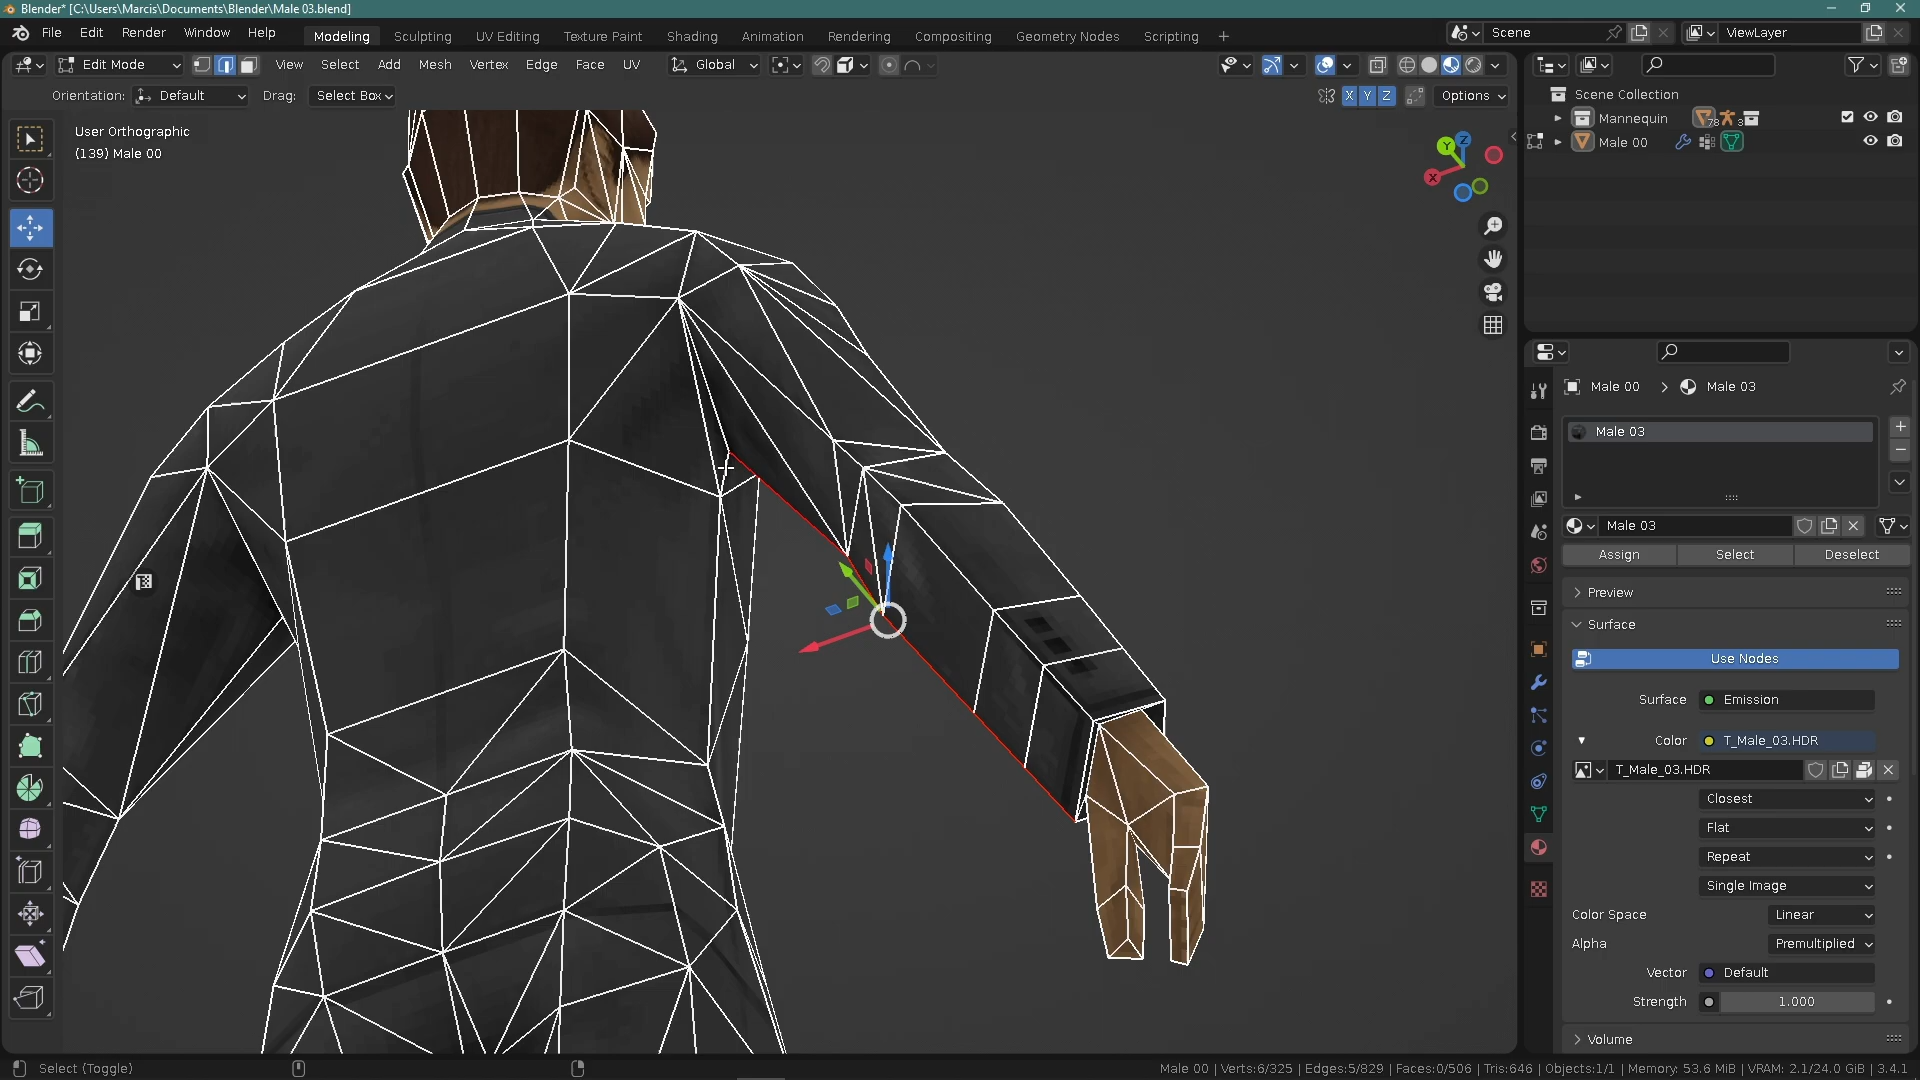 Blender* [C:\Users\Marcis\Documents\Blender\Male 03.blend]
File Edit Render Window Help Modeling Sculpting UV Editing Texture Paint Shading Animation Rendering Compositing Geometry Nodes Scripting + Scene ViewLayer
Edit Mode View Select Add Mesh Vertex Edge Face UV Global
Orientation: Default Drag: Select Box X Y Z Options
User Orthographic
(139) Male 00
Z
Y
X
Scene Collection
Mannequin 78 3
Male 00
Male 00 > Male 03
Male 03
Male 03
Assign Select Deselect
Preview
Surface
Use Nodes
Surface Emission
Color T_Male_03.HDR
T_Male_03.HDR
Closest
Flat
Repeat
Single Image
Color Space Linear
Alpha Premultiplied
Vector Default
Strength 1.000
Volume
Select (Toggle)
Male 00 | Verts:6/325 | Edges:5/829 | Faces:0/506 | Tris:646 | Objects:1/1 | Memory: 53.6 MiB | VRAM: 2.1/24.0 GiB | 3.4.1